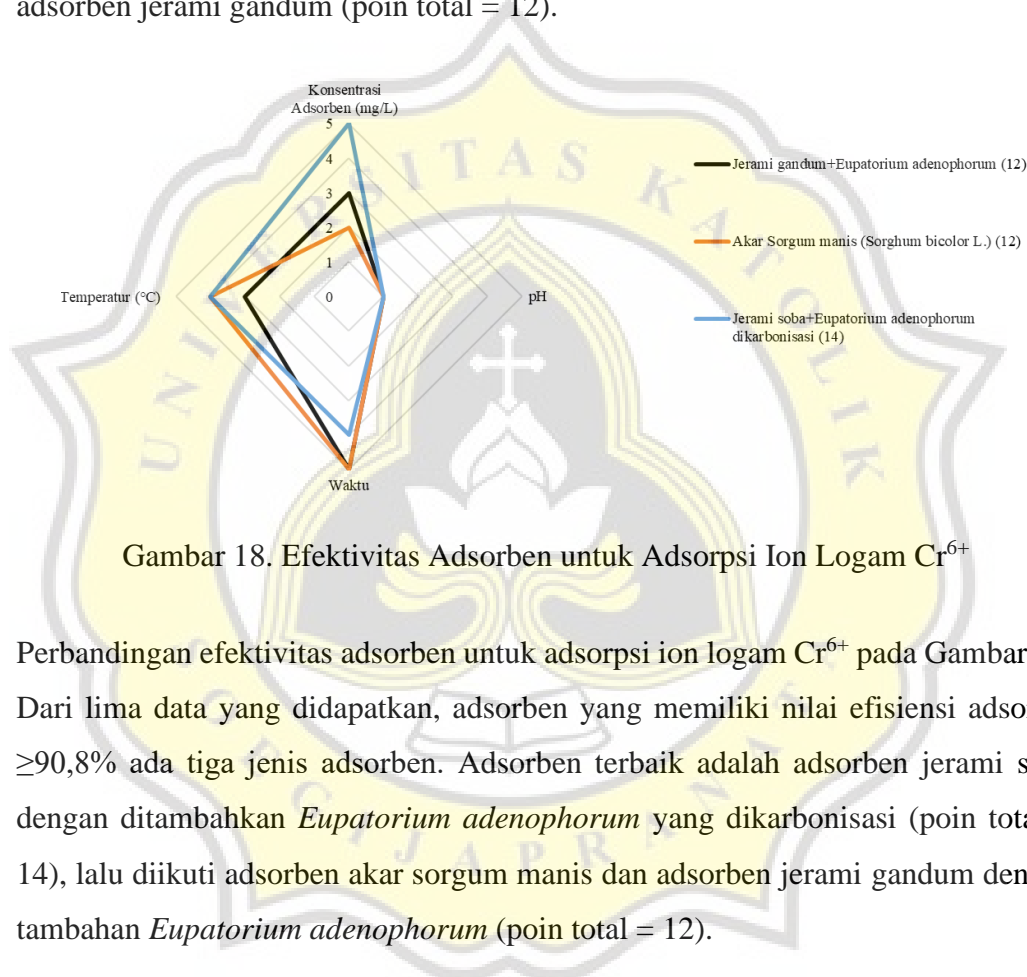 adsorben jerami gandum (poin total = 12).
Konsentrasi
Adsorben (mg/L)
5
4
3
2
1
0
Temperatur (°C)
pH
Waktu
Jerami gandum+Eupatorium adenophorum (12)
Akar Sorgum manis (Sorghum bicolor L.) (12)
Jerami soba+Eupatorium adenophorum
dikarbonisasi (14)
UNIVERSITAS KATOLIK
SOEGIJAPRANATA
Gambar 18. Efektivitas Adsorben untuk Adsorpsi Ion Logam Cr⁶⁺
Perbandingan efektivitas adsorben untuk adsorpsi ion logam Cr⁶⁺ pada Gambar
Dari lima data yang didapatkan, adsorben yang memiliki nilai efisiensi adso
≥90,8% ada tiga jenis adsorben. Adsorben terbaik adalah adsorben jerami s
dengan ditambahkan Eupatorium adenophorum yang dikarbonisasi (poin tota
14), lalu diikuti adsorben akar sorgum manis dan adsorben jerami gandum den
tambahan Eupatorium adenophorum (poin total = 12).